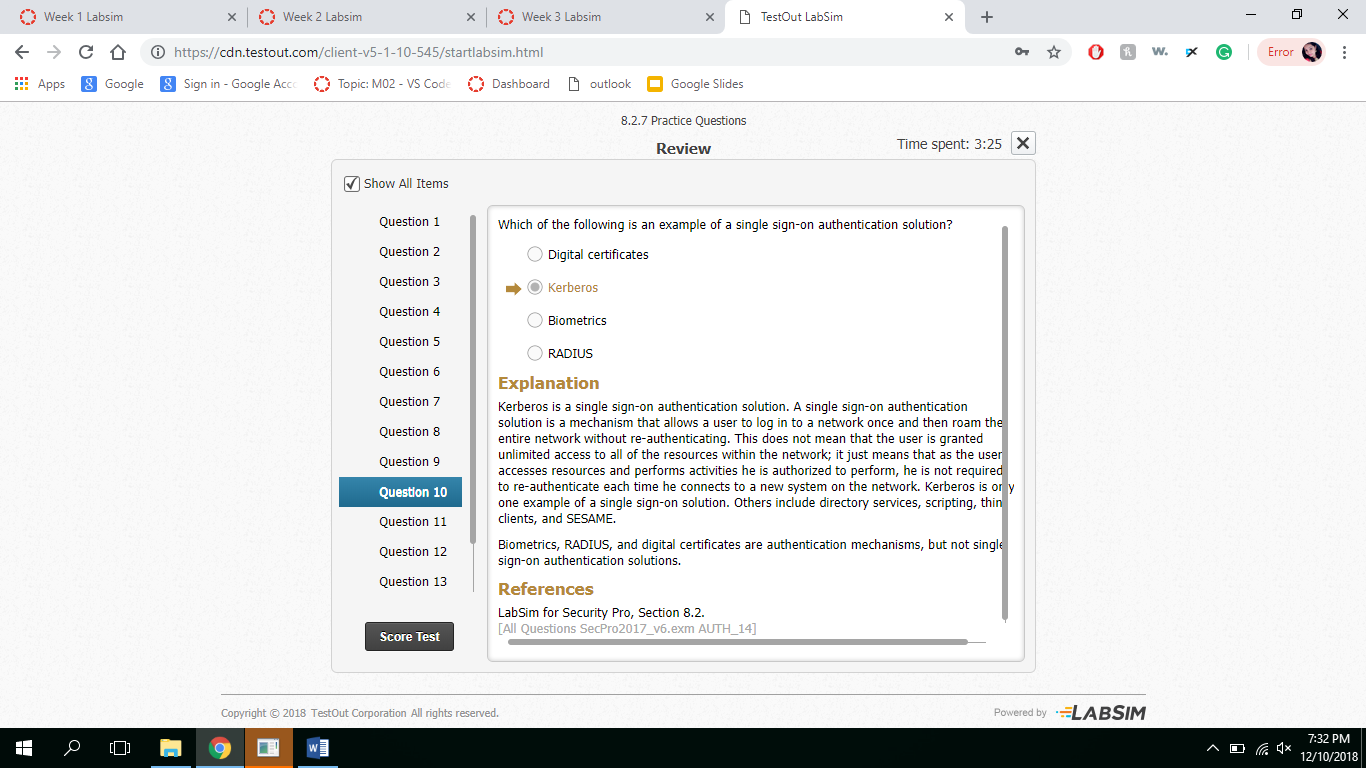 Week 1 Labsim
Week 2 Labsim
Week 3 Labsim
TestOut LabSim
https://cdn.testout.com/client-v5-1-10-545/startlabsim.html
Error
Apps
Google
Sign in - Google Acco
Topic: M02 - VS Code
Dashboard
outlook
Google Slides
8.2.7 Practice Questions
Review
Time spent: 3:25
Show All Items
Question 1
Question 2
Question 3
Question 4
Question 5
Question 6
Question 7
Question 8
Question 9
Question 10
Question 11
Question 12
Question 13
Score Test
Which of the following is an example of a single sign-on authentication solution?
Digital certificates
Kerberos
Biometrics
RADIUS
Explanation
Kerberos is a single sign-on authentication solution. A single sign-on authentication
solution is a mechanism that allows a user to log in to a network once and then roam the
entire network without re-authenticating. This does not mean that the user is granted
unlimited access to all of the resources within the network; it just means that as the user
accesses resources and performs activities he is authorized to perform, he is not required
to re-authenticate each time he connects to a new system on the network. Kerberos is only
one example of a single sign-on solution. Others include directory services, scripting, thin
clients, and SESAME.
Biometrics, RADIUS, and digital certificates are authentication mechanisms, but not single
sign-on authentication solutions.
References
LabSim for Security Pro, Section 8.2.
[All Questions SecPro2017_v6.exm AUTH_14]
Copyright © 2018 TestOut Corporation All rights reserved.
Powered by LABSIM
7:32 PM
12/10/2018